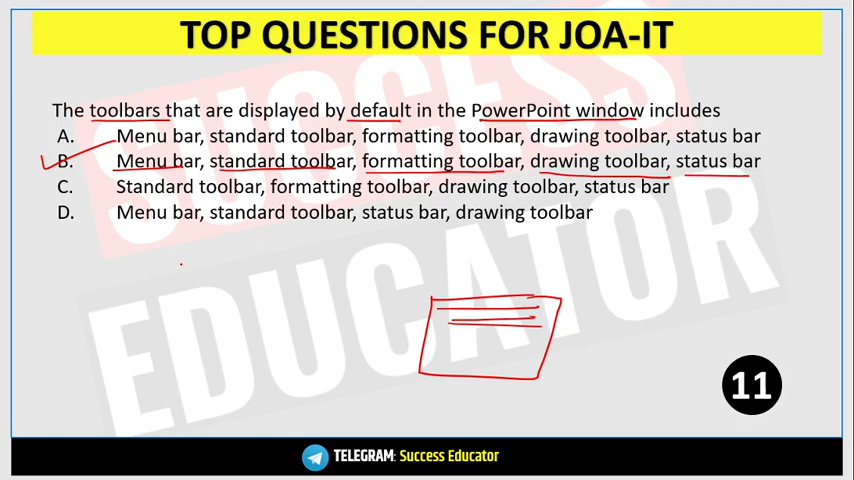 TOP QUESTIONS FOR JOA-IT
The toolbars that are displayed by default in the PowerPoint window includes
A. Menu bar, standard toolbar, formatting toolbar, drawing toolbar, status bar
B. Menu bar, standard toolbar, formatting toolbar, drawing toolbar, status bar
C. Standard toolbar, formatting toolbar, drawing toolbar, status bar
D. Menu bar, standard toolbar, status bar, drawing toolbar
SUCCESS
EDUCATOR
11
TELEGRAM: Success Educator